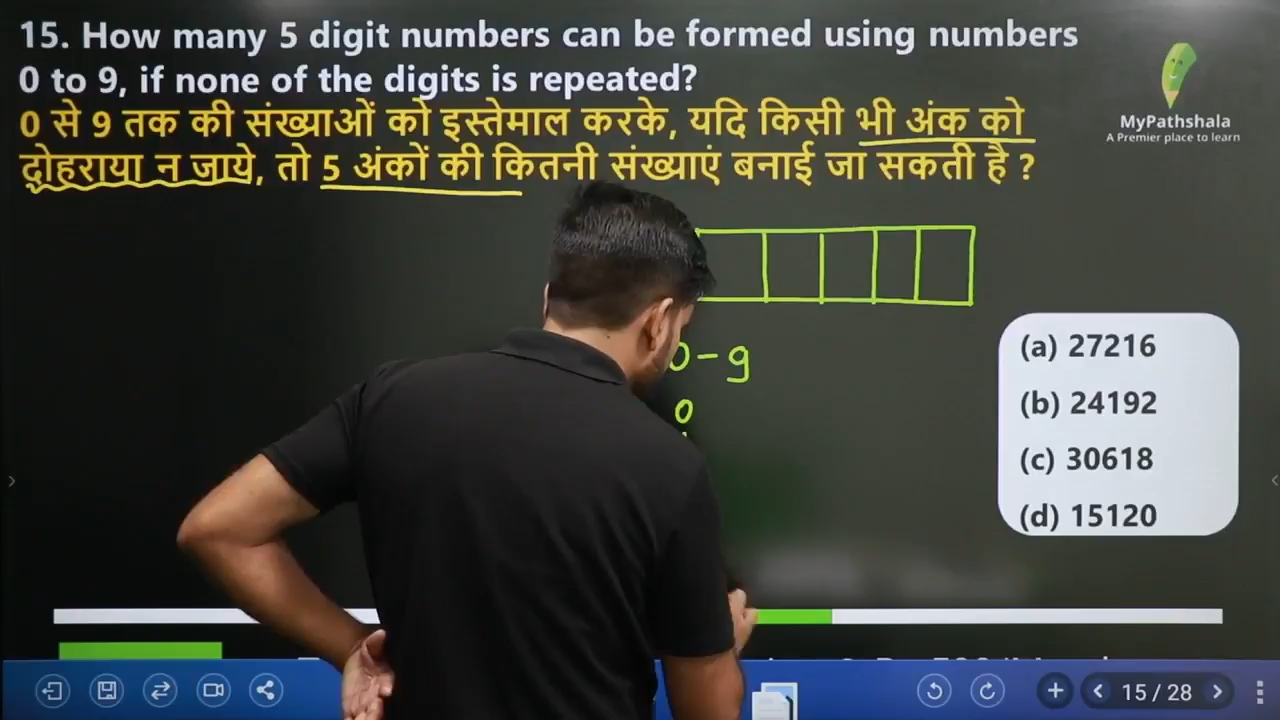 15. How many 5 digit numbers can be formed using numbers
0 to 9, if none of the digits is repeated?
0 से 9 तक की संख्याओं को इस्तेमाल करके, यदि किसी भी अंक को
दोहराया न जाये, तो 5 अंकों की कितनी संख्याएं बनाई जा सकती है ?
MyPathshala
A Premier place to learn
0-9
0
(a) 27216
(b) 24192
(c) 30618
(d) 15120
15 / 28